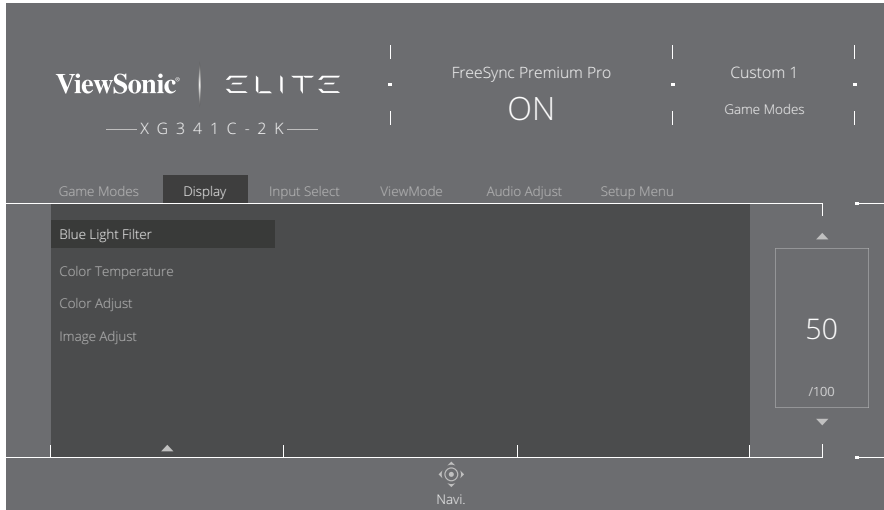 ViewSonic® | ELITE
XG341C-2K
FreeSync Premium Pro
ON
Custom 1
Game Modes
Game Modes Display Input Select ViewMode Audio Adjust Setup Menu
Blue Light Filter
Color Temperature
Color Adjust
Image Adjust
50
/100
Navi.